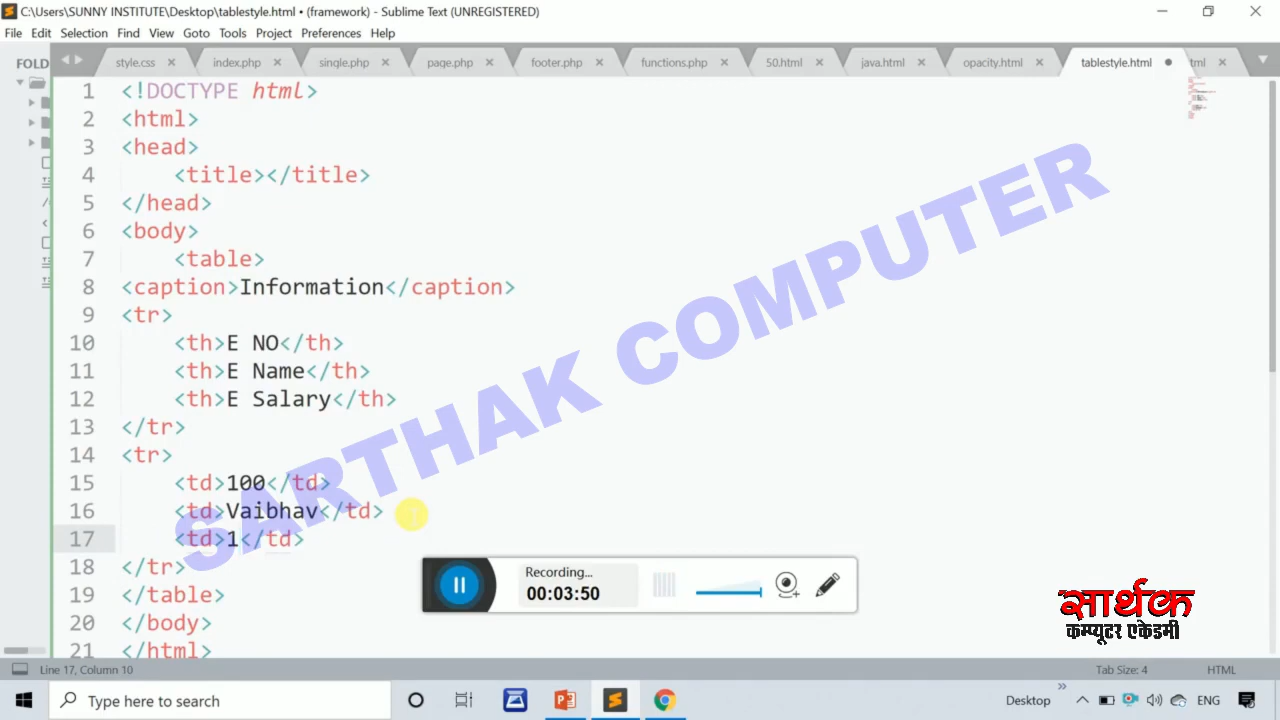 C:\Users\SUNNY INSTITUTE\Desktop\tablestyle.html • (framework) - Sublime Text (UNREGISTERED)
File Edit Selection Find View Goto Tools Project Preferences Help
FOLD
style.css index.php single.php page.php footer.php functions.php 50.html java.html opacity.html tablestyle.html tml
1 <!DOCTYPE html>
2 <html>
3 <head>
4 <title></title>
5 </head>
6 <body>
7 <table>
8 <caption>Information</caption>
9 <tr>
10 <th>E NO</th>
11 <th>E Name</th>
12 <th>E Salary</th>
13 </tr>
14 <tr>
15 <td>100</td>
16 <td>Vaibhav</td>
17 <td>1</td>
18 </tr>
19 </table>
20 </body>
21 </html>
SARTHAK COMPUTER
Recording...
00:03:50
सार्थक
कम्प्यूटर एकेडमी
Line 17, Column 10 Tab Size: 4 HTML
Type here to search Desktop ENG